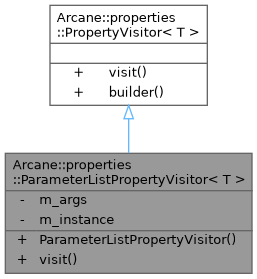 Arcane::properties
::PropertyVisitor< T >
+ visit()
+ builder()
Arcane::properties
::ParameterListPropertyVisitor< T >
- m_args
- m_instance
+ ParameterListPropertyVisitor()
+ visit()